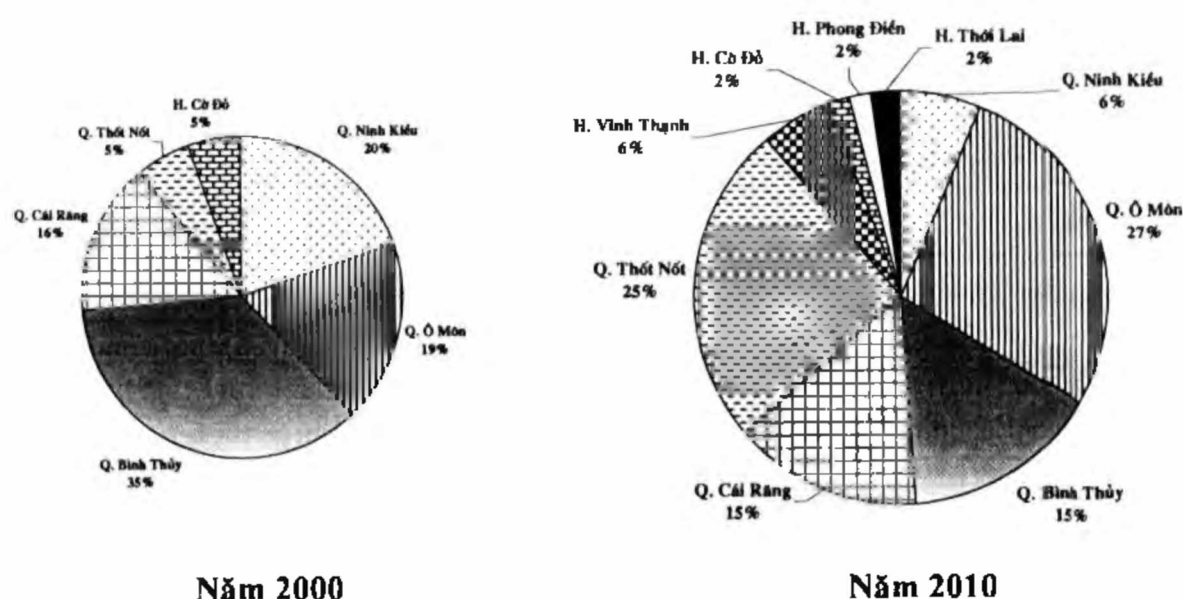 H. Cờ Đỏ
5%
Q. Thốt Nốt
5%
Q. Ninh Kiều
20%
Q. Cái Răng
16%
Q. Ô Môn
19%
Q. Bình Thủy
35%
Năm 2000
H. Phong Điền
2%
H. Thới Lai
2%
H. Cờ Đỏ
2%
Q. Ninh Kiều
6%
H. Vĩnh Thạnh
6%
Q. Ô Môn
27%
Q. Thốt Nốt
25%
Q. Cái Răng
15%
Q. Bình Thủy
15%
Năm 2010